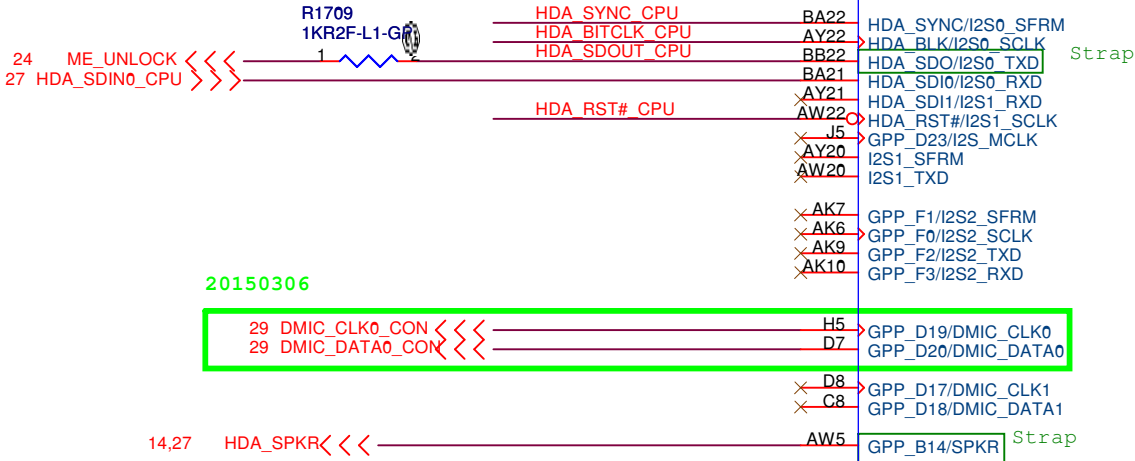 R1709
1KR2F-L1-GP
HDA_SYNC_CPU BA22 HDA_SYNC/I2S0_SFRM
HDA_BITCLK_CPU AY22 HDA_BLK/I2S0_SCLK
24 ME_UNLOCK 1 2 HDA_SDOUT_CPU BB22 HDA_SDO/I2S0_TXD Strap
27 HDA_SDIN0_CPU BA21 HDA_SDI0/I2S0_RXD
AY21 HDA_SDI1/I2S1_RXD
HDA_RST#_CPU AW22 HDA_RST#/I2S1_SCLK
J5 GPP_D23/I2S_MCLK
AY20 I2S1_SFRM
AW20 I2S1_TXD
AK7 GPP_F1/I2S2_SFRM
AK6 GPP_F0/I2S2_SCLK
AK9 GPP_F2/I2S2_TXD
AK10 GPP_F3/I2S2_RXD
20150306
29 DMIC_CLK0_CON H5 GPP_D19/DMIC_CLK0
29 DMIC_DATA0_CON D7 GPP_D20/DMIC_DATA0
D8 GPP_D17/DMIC_CLK1
C8 GPP_D18/DMIC_DATA1
14,27 HDA_SPKR AW5 GPP_B14/SPKR Strap